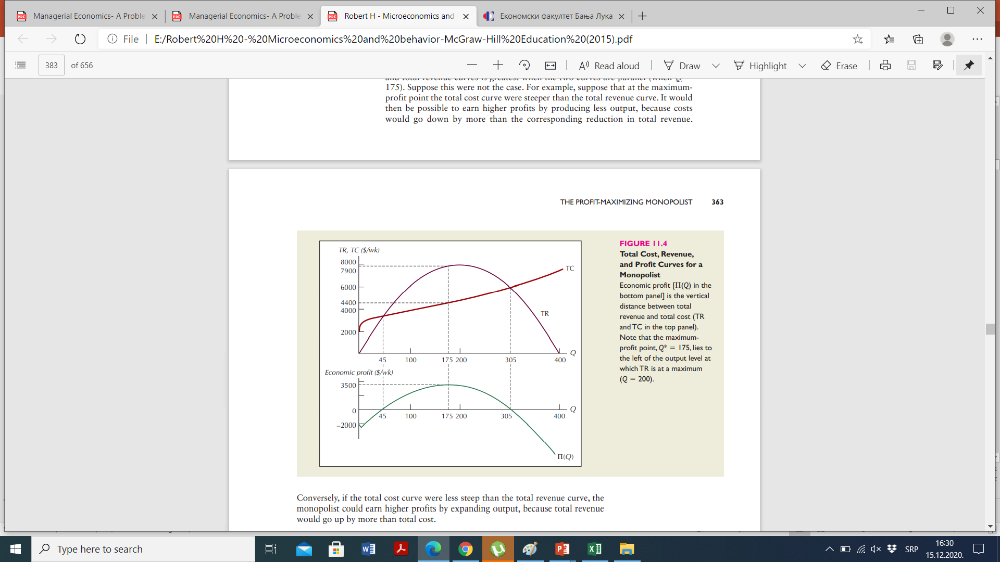 Managerial Economics- A Proble
Managerial Economics- A Proble
Robert H - Microeconomics and
Економски факултет Бања Лука
File
E:/Robert%20H%20-%20Microeconomics%20and%20behavior-McGraw-Hill%20Education%20(2015).pdf
383 of 656
Read aloud
Draw
Highlight
Erase
175). Suppose this were not the case. For example, suppose that at the maximum-
profit point the total cost curve were steeper than the total revenue curve. It would
then be possible to earn higher profits by producing less output, because costs
would go down by more than the corresponding reduction in total revenue.
THE PROFIT-MAXIMIZING MONOPOLIST 363
TR, TC ($/wk)
8000
7900
6000
4400
4000
2000
TC
TR
Q
45 100 175 200 305 400
Economic profit ($/wk)
3500
0
–2000
Q
45 100 175 200 305 400
Π(Q)
FIGURE 11.4
Total Cost, Revenue,
and Profit Curves for a
Monopolist
Economic profit [Π(Q) in the
bottom panel] is the vertical
distance between total
revenue and total cost (TR
and TC in the top panel).
Note that the maximum-
profit point, Q* = 175, lies to
the left of the output level at
which TR is at a maximum
(Q = 200).
Conversely, if the total cost curve were less steep than the total revenue curve, the
monopolist could earn higher profits by expanding output, because total revenue
would go up by more than total cost.
Type here to search
SRP
16:30
15.12.2020.